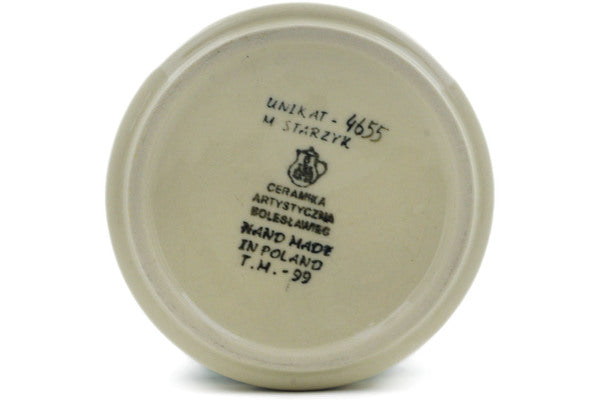 UNIKAT - 4655
M STARZYK
CERAMIKA
ARTYSTYCZNA
BOLESŁAWIEC
HAND MADE
IN POLAND
T.M.-99